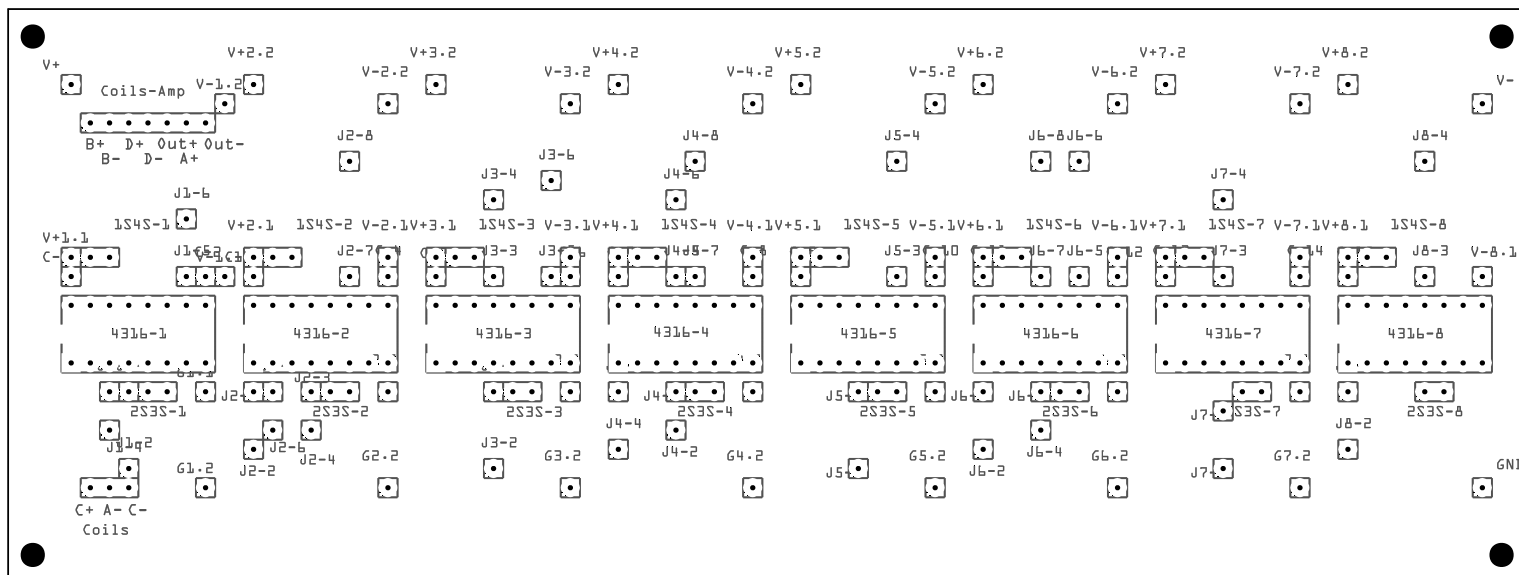 V+2.2 V+3.2 V+4.2 V+5.2 V+6.2 V+7.2 V+8.2
V+ V-2.2 V-3.2 V-4.2 V-5.2 V-6.2 V-7.2 V-
Coils-Amp V-1.2
B+ D+ Out+ Out-
B- D- A+
J2-8 J4-8 J5-4 J6-8 J6-6 J8-4
J3-6
J3-4 J4-6 J7-4
J1-6
1S4S-1 V+2.1 1S4S-2 V-2.1 V+3.1 1S4S-3 V-3.1 V+4.1 1S4S-4 V-4.1 V+5.1 1S4S-5 V-5.1 V+6.1 1S4S-6 V-6.1 V+7.1 1S4S-7 V-7.1 V+8.1 1S4S-8
V+1.1
C- J3-3 J5-3 J6-7 J6-5 J7-3 J8-3 V-8.1
4316-1 4316-2 4316-3 4316-4 4316-5 4316-6 4316-7 4316-8
J2-3
2S3S-1 2S3S-2 2S3S-3 2S3S-4 2S3S-5 2S3S-6 2S3S-8
J4-4 J8-2
J2-6 J3-2 J4-2 J6-4
J2-4 G2.2 G3.2 G4.2 G5.2 G6.2 G7.2
G1.2 J2-2 J6-2
C+ A- C-
Coils